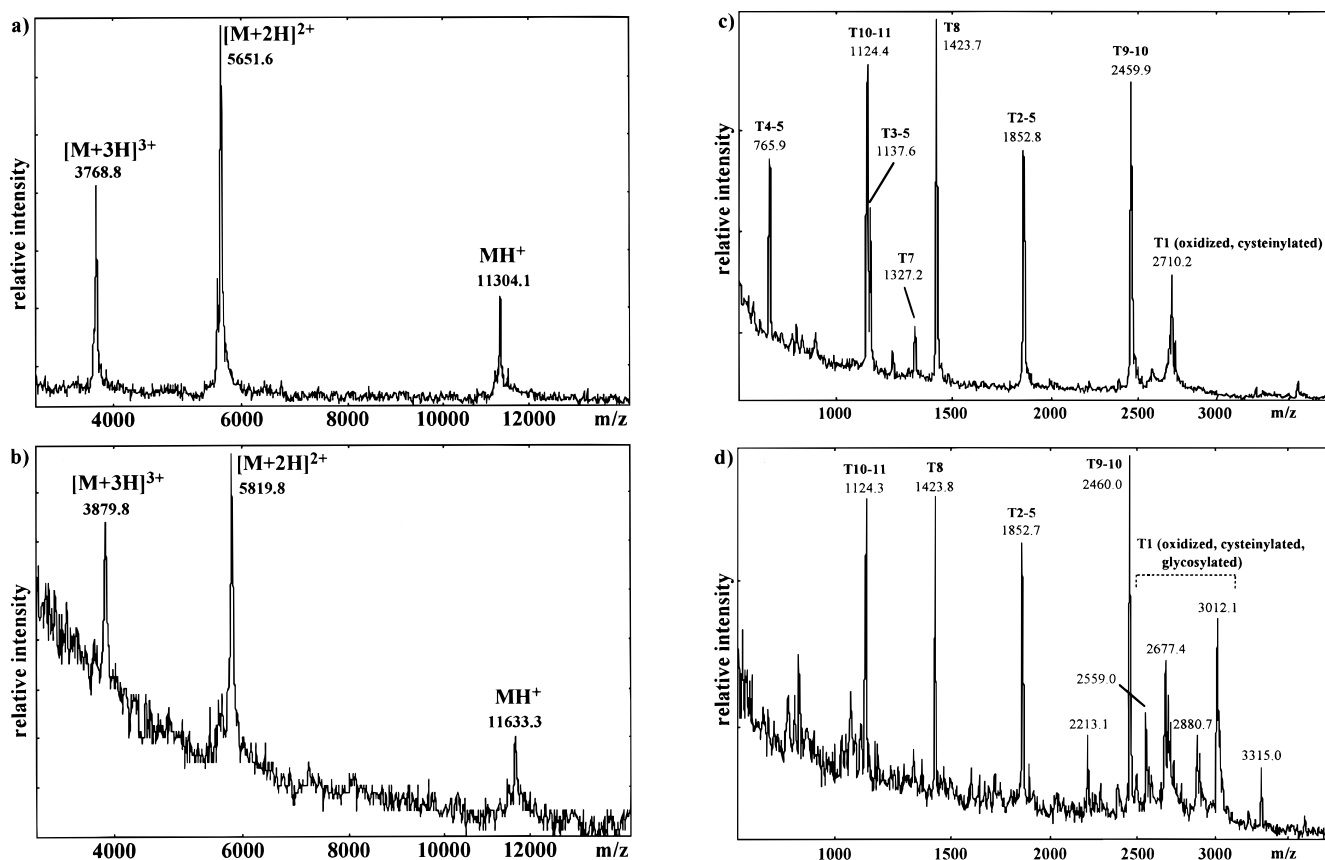 a)
[M+2H]2+
5651.6
[M+3H]3+
3768.8
MH+
11304.1
relative intensity
4000 6000 8000 10000 12000 m/z
b)
[M+2H]2+
5819.8
[M+3H]3+
3879.8
MH+
11633.3
relative intensity
4000 6000 8000 10000 12000 m/z
c)
T8
1423.7
T10-11
1124.4
T9-10
2459.9
T4-5
765.9
T3-5
1137.6
T2-5
1852.8
T7
1327.2
T1 (oxidized, cysteinylated)
2710.2
relative intensity
1000 1500 2000 2500 3000 m/z
d)
T10-11
1124.3
T8
1423.8
T9-10
2460.0
T2-5
1852.7
T1 (oxidized, cysteinylated,
glycosylated)
3012.1
2677.4
2559.0
2213.1
2880.7
3315.0
relative intensity
1000 1500 2000 2500 3000 m/z